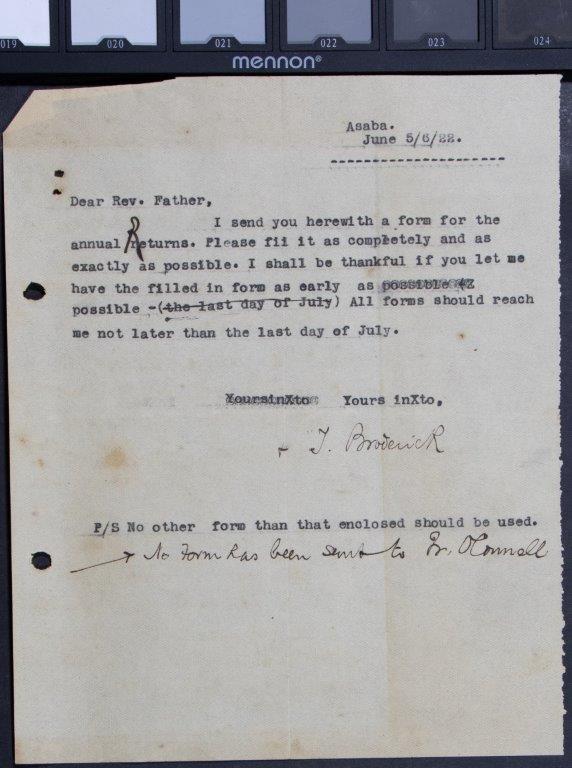 019 020 021 022 023 024
mennon®
Asaba.
June 5/6/22.
Dear Rev. Father,
I send you herewith a form for the
annual Returns. Please fii it as completely and as
exactly as possible. I shall be thankful if you let me
have the filled in form as early as possible
possible -(the last day of July) All forms should reach
me not later than the last day of July.
YoursinXto Yours inXto,
T. Broderick
P/S No other form than that enclosed should be used.
No Form has been sent to Fr. O'Connell